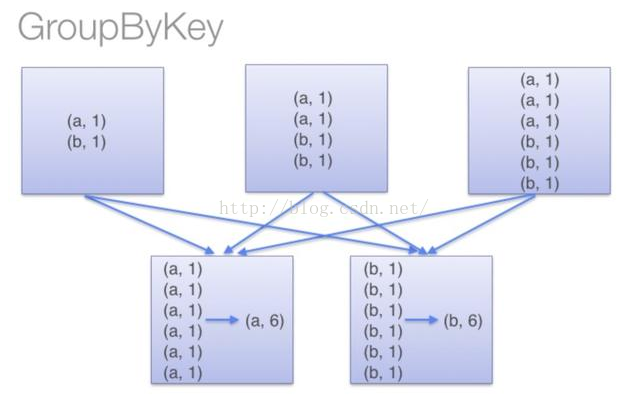 GroupByKey
(a, 1)
(b, 1)
(a, 1)
(a, 1)
(b, 1)
(b, 1)
(a, 1)
(a, 1)
(a, 1)
(b, 1)
(b, 1)
(b, 1)
http://blog.csdn.net/
(a, 1)
(a, 1)
(a, 1)
(a, 1)
(a, 1)
(a, 1)
(a, 6)
(b, 1)
(b, 1)
(b, 1)
(b, 1)
(b, 1)
(b, 1)
(b, 6)